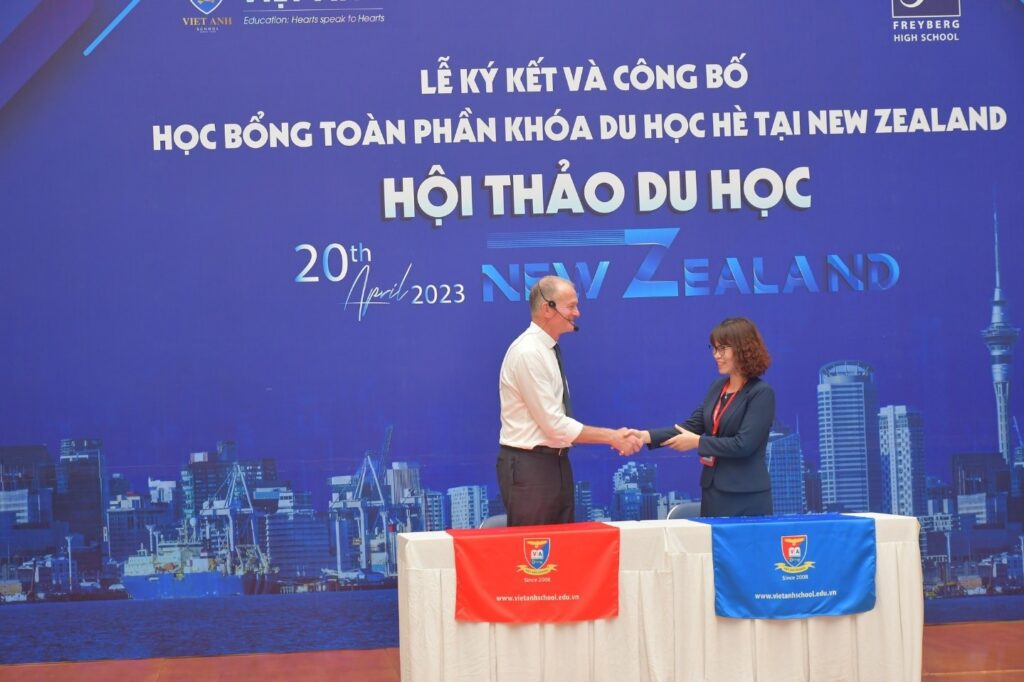 VIET ANH
SCHOOL
Education: Hearts speak to Hearts
FREYBERG
HIGH SCHOOL
LỄ KÝ KẾT VÀ CÔNG BỐ
HỌC BỔNG TOÀN PHẦN KHÓA DU HỌC HÈ TẠI NEW ZEALAND
HỘI THẢO DU HỌC
20th April 2023
NEW ZEALAND
Since 2008
www.vietanhschool.edu.vn
Since 2008
www.vietanhschool.edu.vn